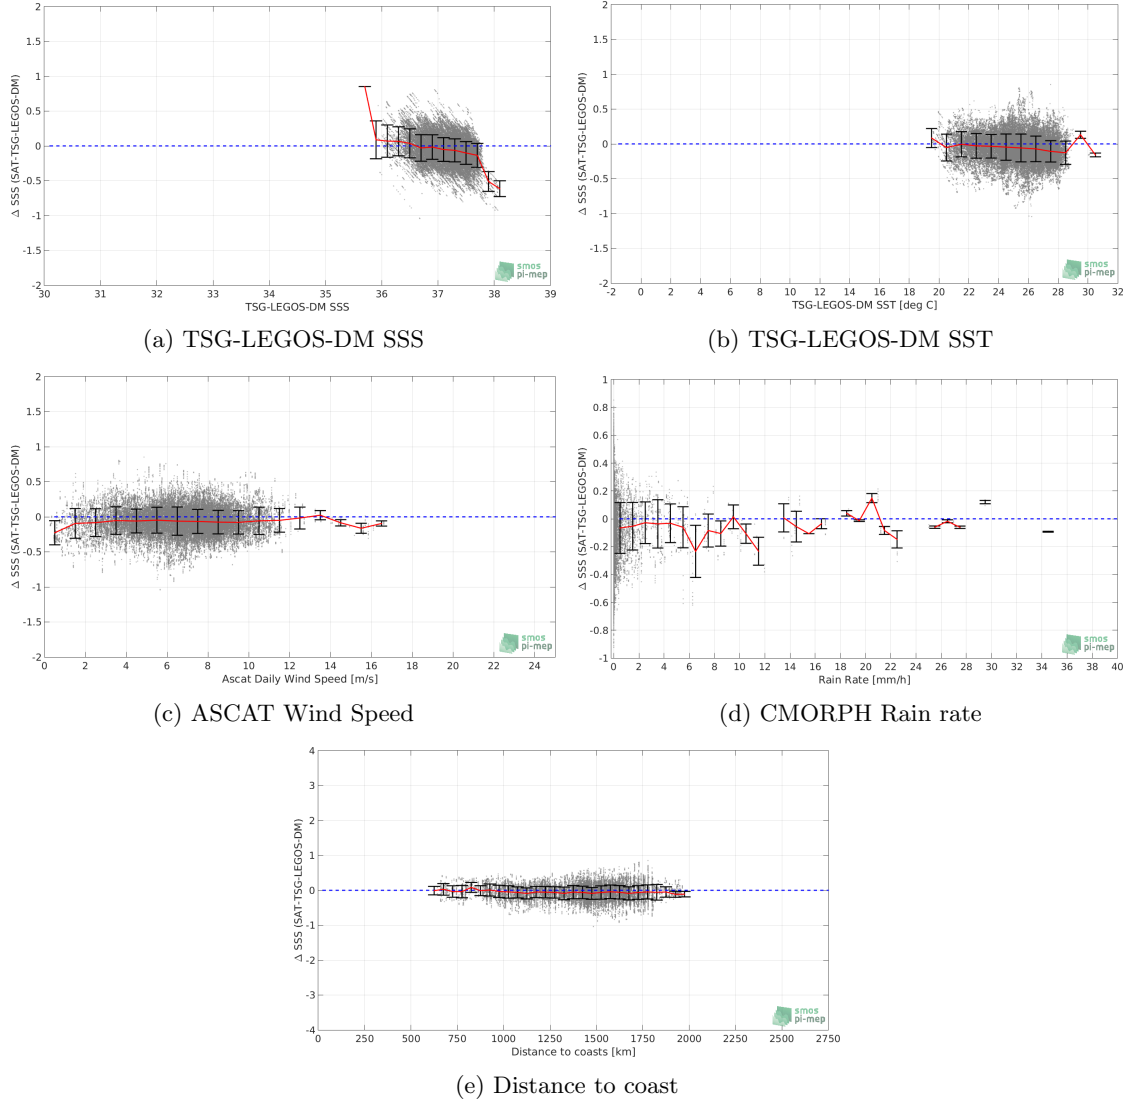 2
1.5
1
0.5
0
-0.5
-1
-1.5
-2
Δ SSS (SAT-TSG-LEGOS-DM)
30 31 32 33 34 35 36 37 38 39
TSG-LEGOS-DM SSS
smos
pi-mep
(a) TSG-LEGOS-DM SSS
2
1.5
1
0.5
0
-0.5
-1
-1.5
-2
Δ SSS (SAT-TSG-LEGOS-DM)
-2 0 2 4 6 8 10 12 14 16 18 20 22 24 26 28 30 32
TSG-LEGOS-DM SST [deg C]
smos
pi-mep
(b) TSG-LEGOS-DM SST
2
1.5
1
0.5
0
-0.5
-1
-1.5
-2
Δ SSS (SAT-TSG-LEGOS-DM)
0 2 4 6 8 10 12 14 16 18 20 22 24
Ascat Daily Wind Speed [m/s]
smos
pi-mep
(c) ASCAT Wind Speed
1
0.8
0.6
0.4
0.2
0
-0.2
-0.4
-0.6
-0.8
-1
Δ SSS (SAT-TSG-LEGOS-DM)
0 2 4 6 8 10 12 14 16 18 20 22 24 26 28 30 32 34 36 38 40
Rain Rate [mm/h]
smos
pi-mep
(d) CMORPH Rain rate
4
3
2
1
0
-1
-2
-3
-4
Δ SSS (SAT-TSG-LEGOS-DM)
0 250 500 750 1000 1250 1500 1750 2000 2250 2500 2750
Distance to coasts [km]
smos
pi-mep
(e) Distance to coast